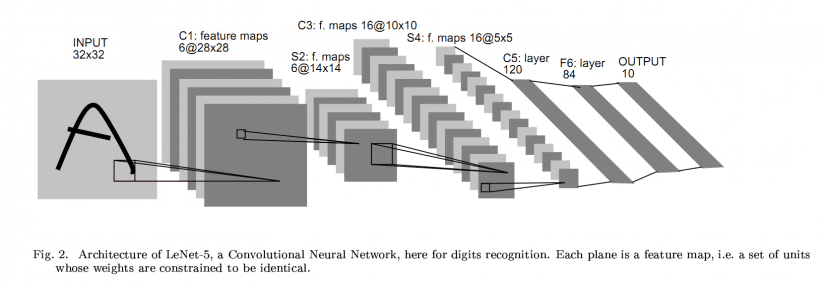 INPUT
32x32
C1: feature maps
6@28x28
S2: f. maps
6@14x14
C3: f. maps 16@10x10
S4: f. maps 16@5x5
C5: layer
120
F6: layer
84
OUTPUT
10
A
Fig. 2. Architecture of LeNet-5, a Convolutional Neural Network, here for digits recognition. Each plane is a feature map, i.e. a set of units
whose weights are constrained to be identical.